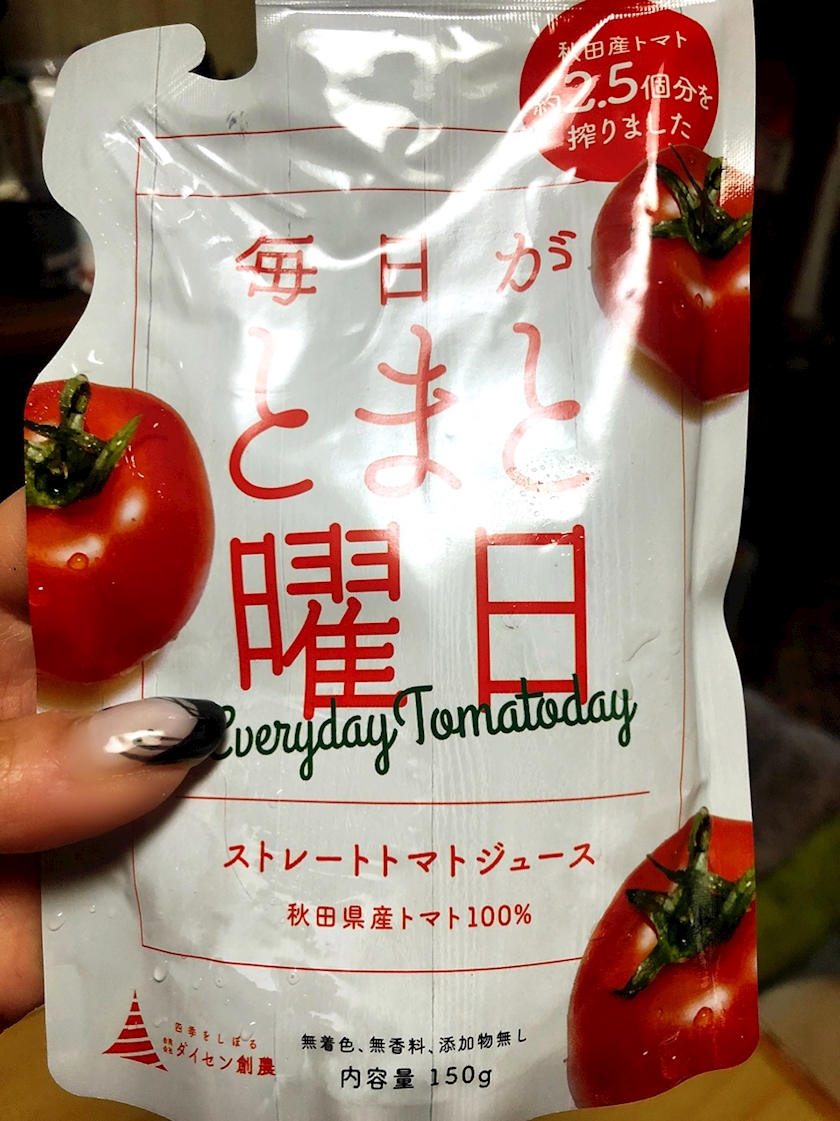 秋田産トマト
約2.5個分を
搾りました
毎日が
とまと
曜日
Everyday Tomatoday
ストレートトマトジュース
秋田県産トマト100%
四季をしぼる
合同会社 ダイセン創農
無着色、無香料、添加物無し
内容量 150g